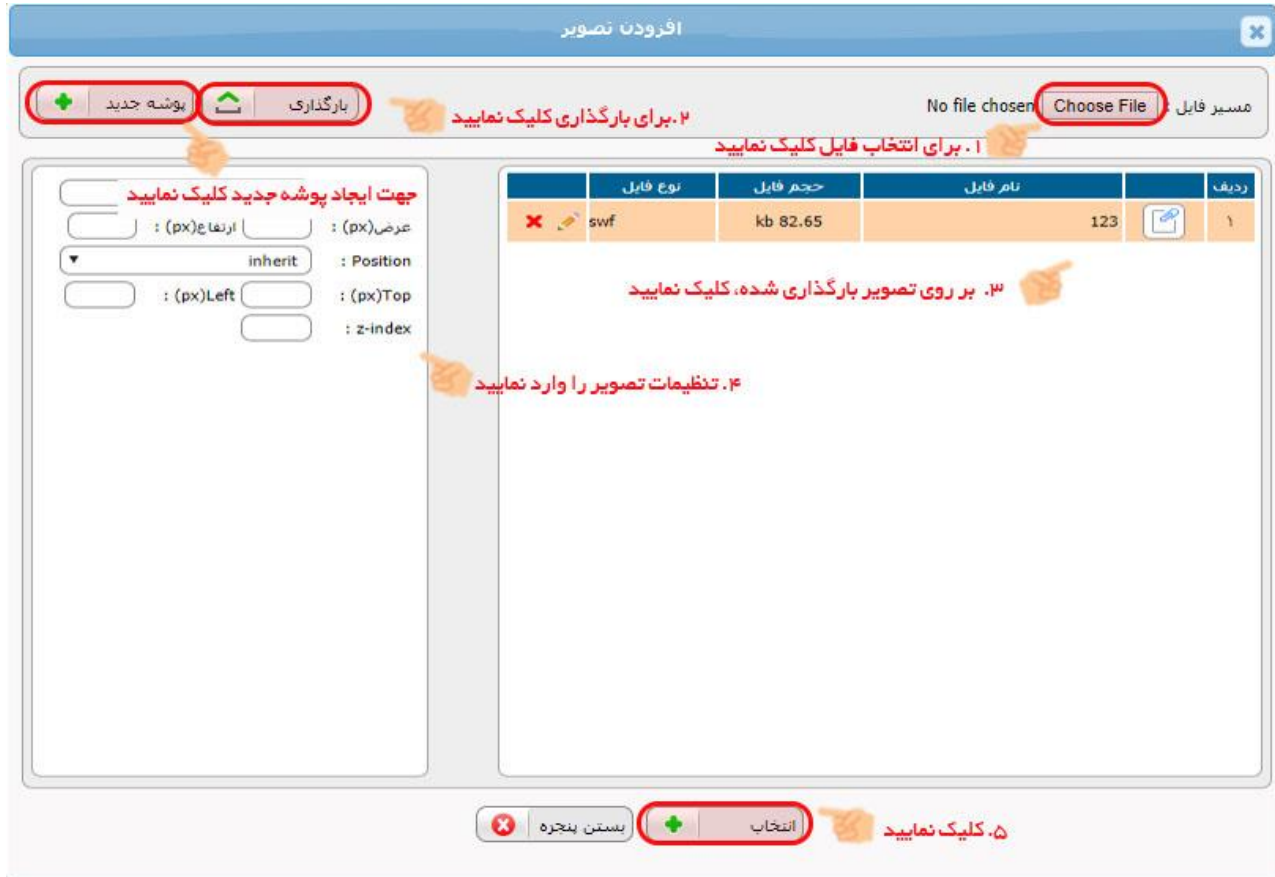 افزودن تصویر
مسیر فایل : Choose File No file chosen
بارگذاری
پوشه جدید
۲.برای بارگذاری کلیک نمایید
۱. برای انتخاب فایل کلیک نمایید
جهت ایجاد پوشه جدید کلیک نمایید
ردیف نام فایل حجم فایل نوع فایل
۱ 123 kb 82.65 swf
۳. بر روی تصویر بارگذاری شده، کلیک نمایید
عرض(px) : ارتفاع(px) :
Position : inherit
Top(px) : Left(px) :
z-index :
۴. تنظیمات تصویر را وارد نمایید
انتخاب
بستن پنجره
۵. کلیک نمایید